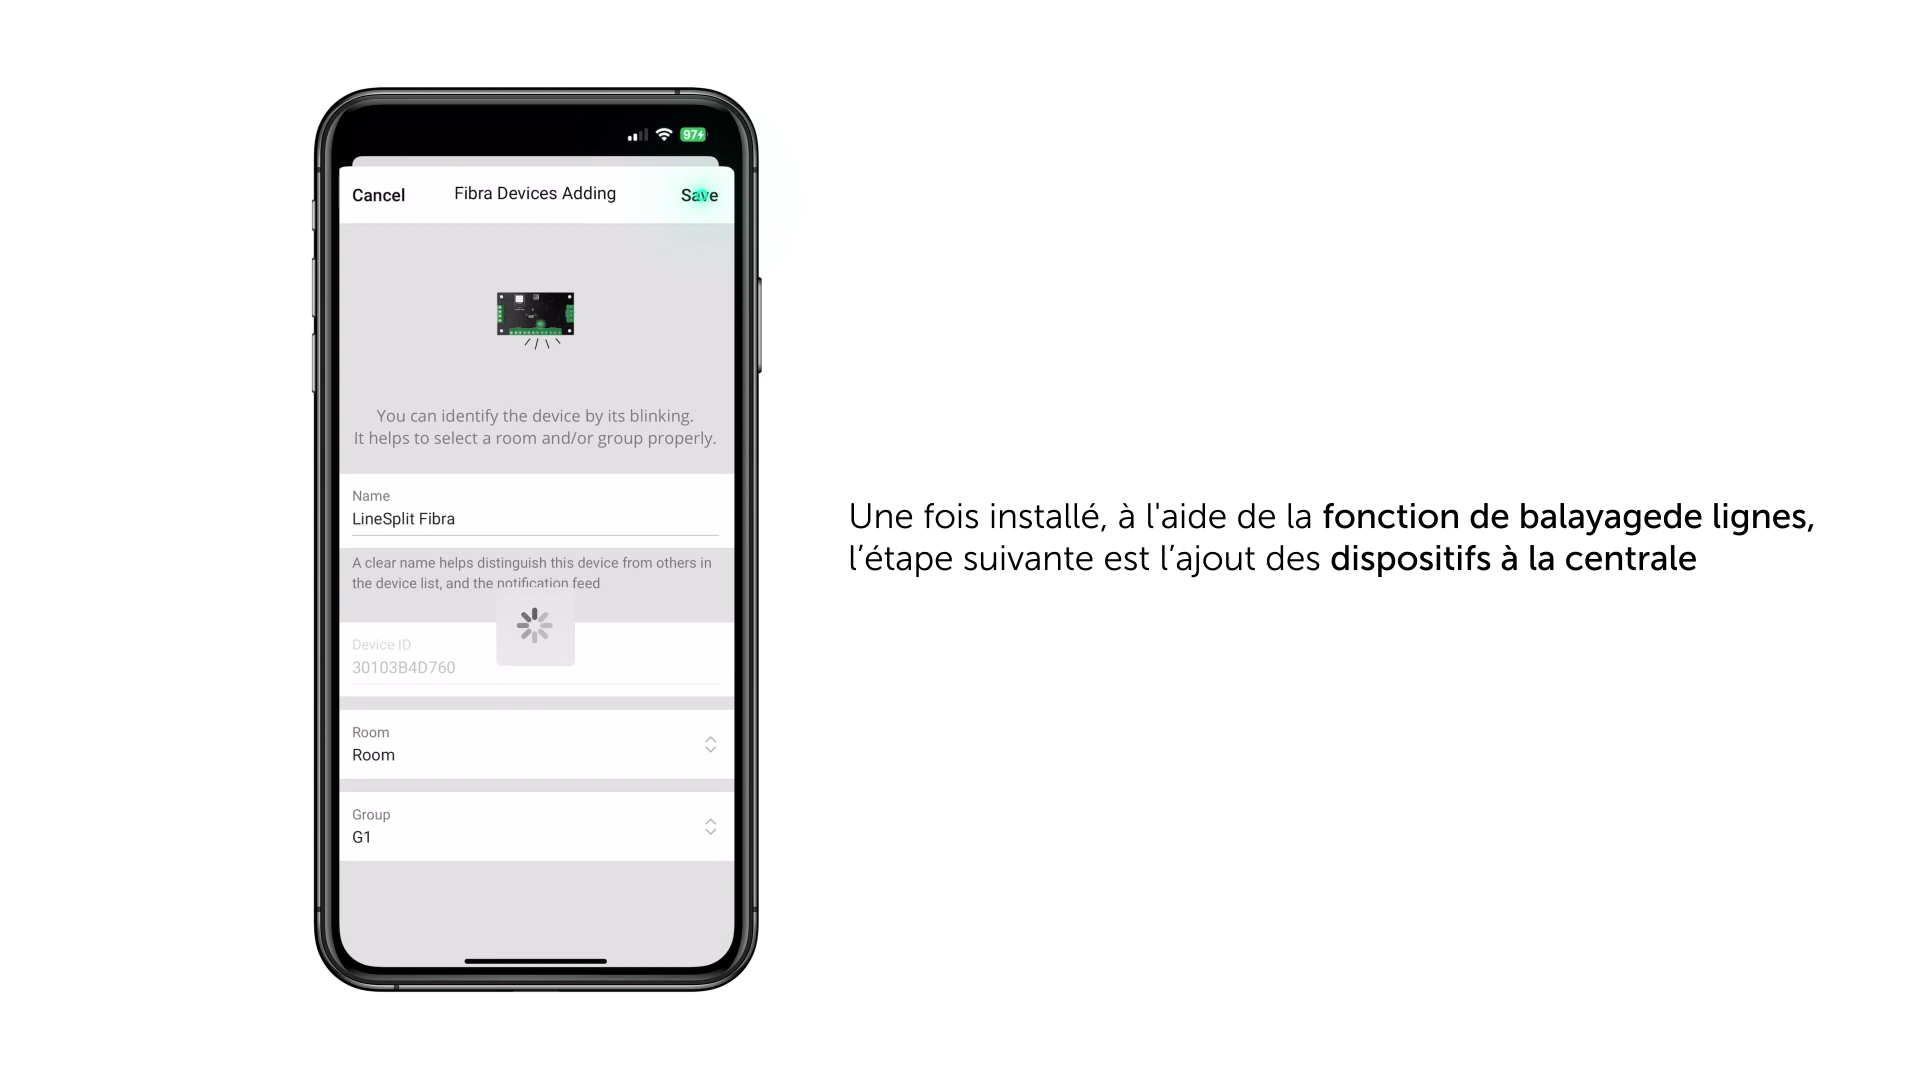 97
Cancel Fibra Devices Adding Save
You can identify the device by its blinking.
It helps to select a room and/or group properly.
Name
LineSplit Fibra
A clear name helps distinguish this device from others in
the device list, and the notification feed
Device ID
30103B4D760
Room
Room
Group
G1
Une fois installé, à l'aide de la fonction de balayagede lignes,
l’étape suivante est l’ajout des dispositifs à la centrale